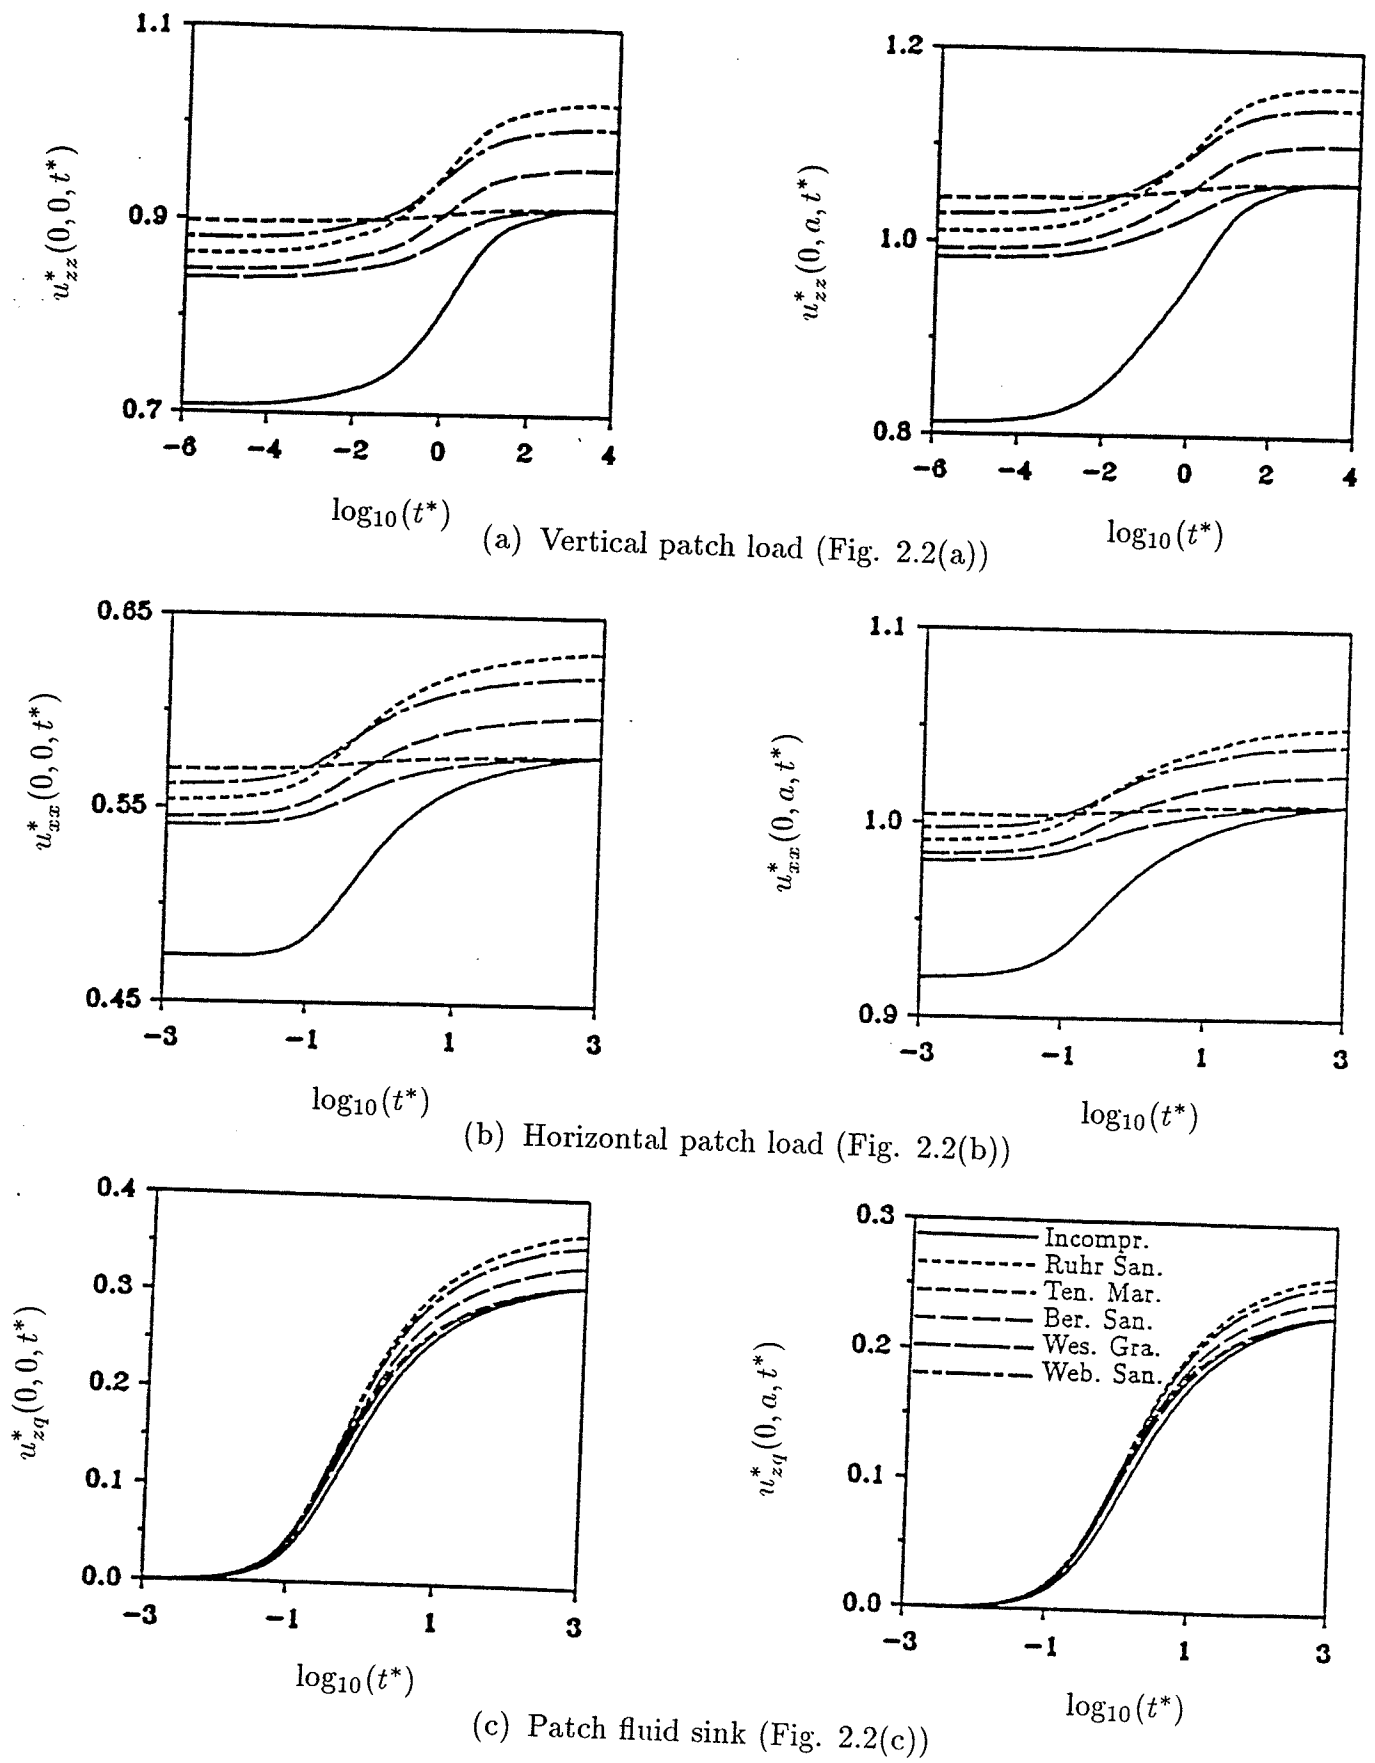 1.1
0.9
0.7
-6 -4 -2 0 2 4
u*zz(0, 0, t*)
log10(t*)
1.2
1.0
0.8
-6 -4 -2 0 2 4
u*zz(0, a, t*)
log10(t*)
(a) Vertical patch load (Fig. 2.2(a))
0.65
0.55
0.45
-3 -1 1 3
u*xx(0, 0, t*)
log10(t*)
1.1
1.0
0.9
-3 -1 1 3
u*xx(0, a, t*)
log10(t*)
(b) Horizontal patch load (Fig. 2.2(b))
0.4
0.3
0.2
0.1
0.0
-3 -1 1 3
u*zq(0, 0, t*)
log10(t*)
0.3
0.2
0.1
0.0
-3 -1 1 3
u*zq(0, a, t*)
log10(t*)
Incompr.
Ruhr San.
Ten. Mar.
Ber. San.
Wes. Gra.
Web. San.
(c) Patch fluid sink (Fig. 2.2(c))